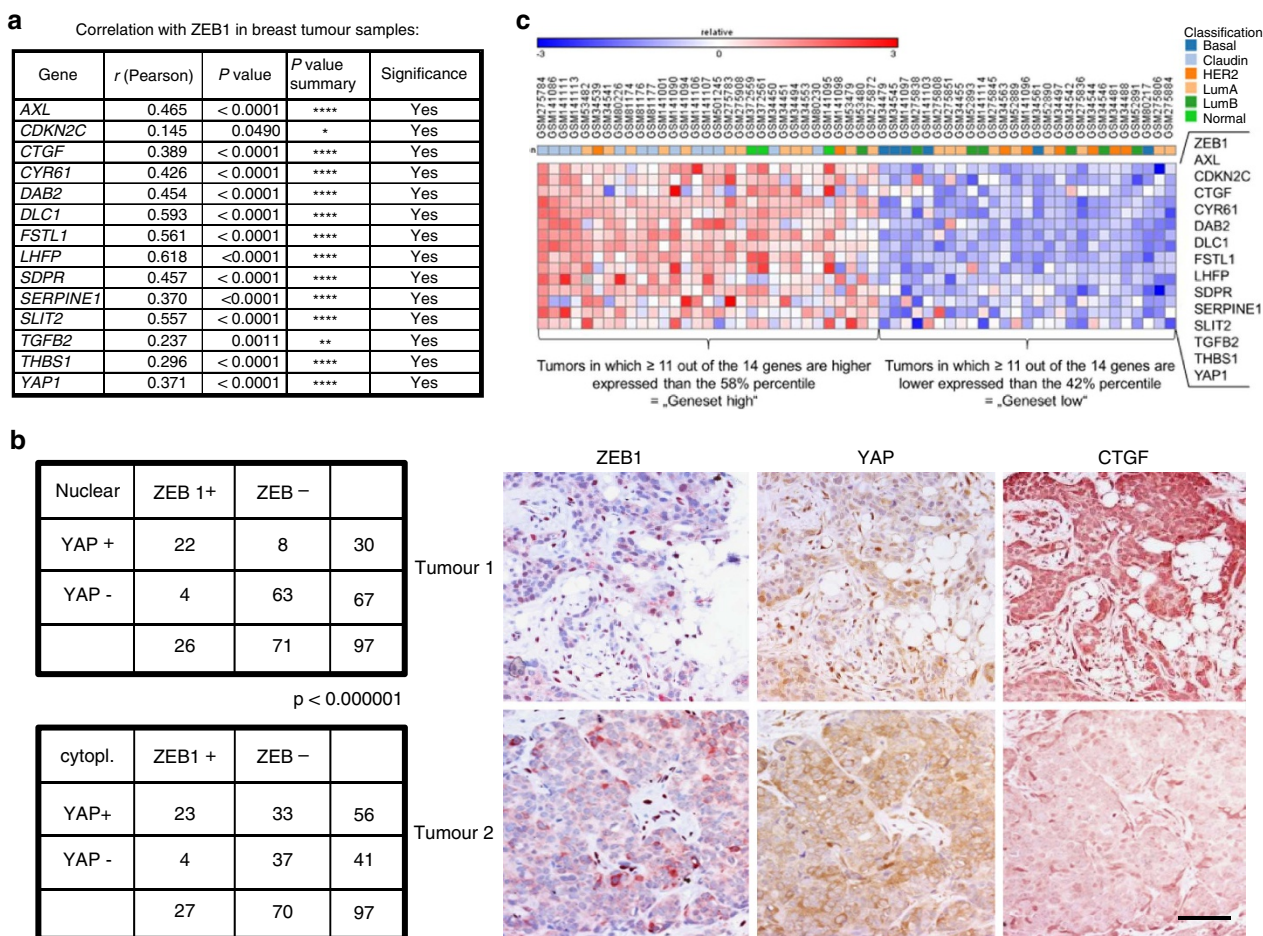 a
Correlation with ZEB1 in breast tumour samples:
Gene r (Pearson) P value P value summary Significance
AXL 0.465 < 0.0001 **** Yes
CDKN2C 0.145 0.0490 * Yes
CTGF 0.389 < 0.0001 **** Yes
CYR61 0.426 < 0.0001 **** Yes
DAB2 0.454 < 0.0001 **** Yes
DLC1 0.593 < 0.0001 **** Yes
FSTL1 0.561 < 0.0001 **** Yes
LHFP 0.618 <0.0001 **** Yes
SDPR 0.457 < 0.0001 **** Yes
SERPINE1 0.370 <0.0001 **** Yes
SLIT2 0.557 < 0.0001 **** Yes
TGFB2 0.237 0.0011 ** Yes
THBS1 0.296 < 0.0001 **** Yes
YAP1 0.371 < 0.0001 **** Yes
c
relative
-3 0 3
Classification
Basal
Claudin
HER2
LumA
LumB
Normal
ZEB1
AXL
CDKN2C
CTGF
CYR61
DAB2
DLC1
FSTL1
LHFP
SDPR
SERPINE1
SLIT2
TGFB2
THBS1
YAP1
Tumors in which ≥ 11 out of the 14 genes are higher
expressed than the 58% percentile
= „Geneset high“
Tumors in which ≥ 11 out of the 14 genes are
lower expressed than the 42% percentile
= „Geneset low“
b
Nuclear ZEB 1+ ZEB –
YAP + 22 8 30
YAP - 4 63 67
26 71 97
p < 0.000001
cytopl. ZEB1 + ZEB –
YAP+ 23 33 56
YAP - 4 37 41
27 70 97
ZEB1 YAP CTGF
Tumour 1
Tumour 2